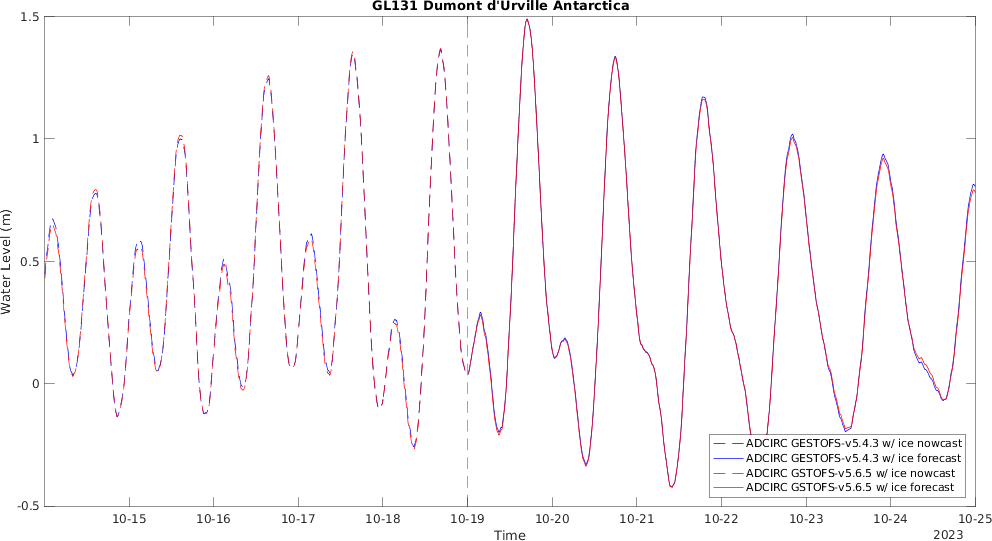 GL131 Dumont d'Urville Antarctica
1.5
1
0.5
0
-0.5
Water Level (m)
ADCIRC GESTOFS-v5.4.3 w/ ice nowcast
ADCIRC GESTOFS-v5.4.3 w/ ice forecast
ADCIRC GSTOFS-v5.6.5 w/ ice nowcast
ADCIRC GSTOFS-v5.6.5 w/ ice forecast
10-15 10-16 10-17 10-18 10-19 10-20 10-21 10-22 10-23 10-24 10-25
Time
2023